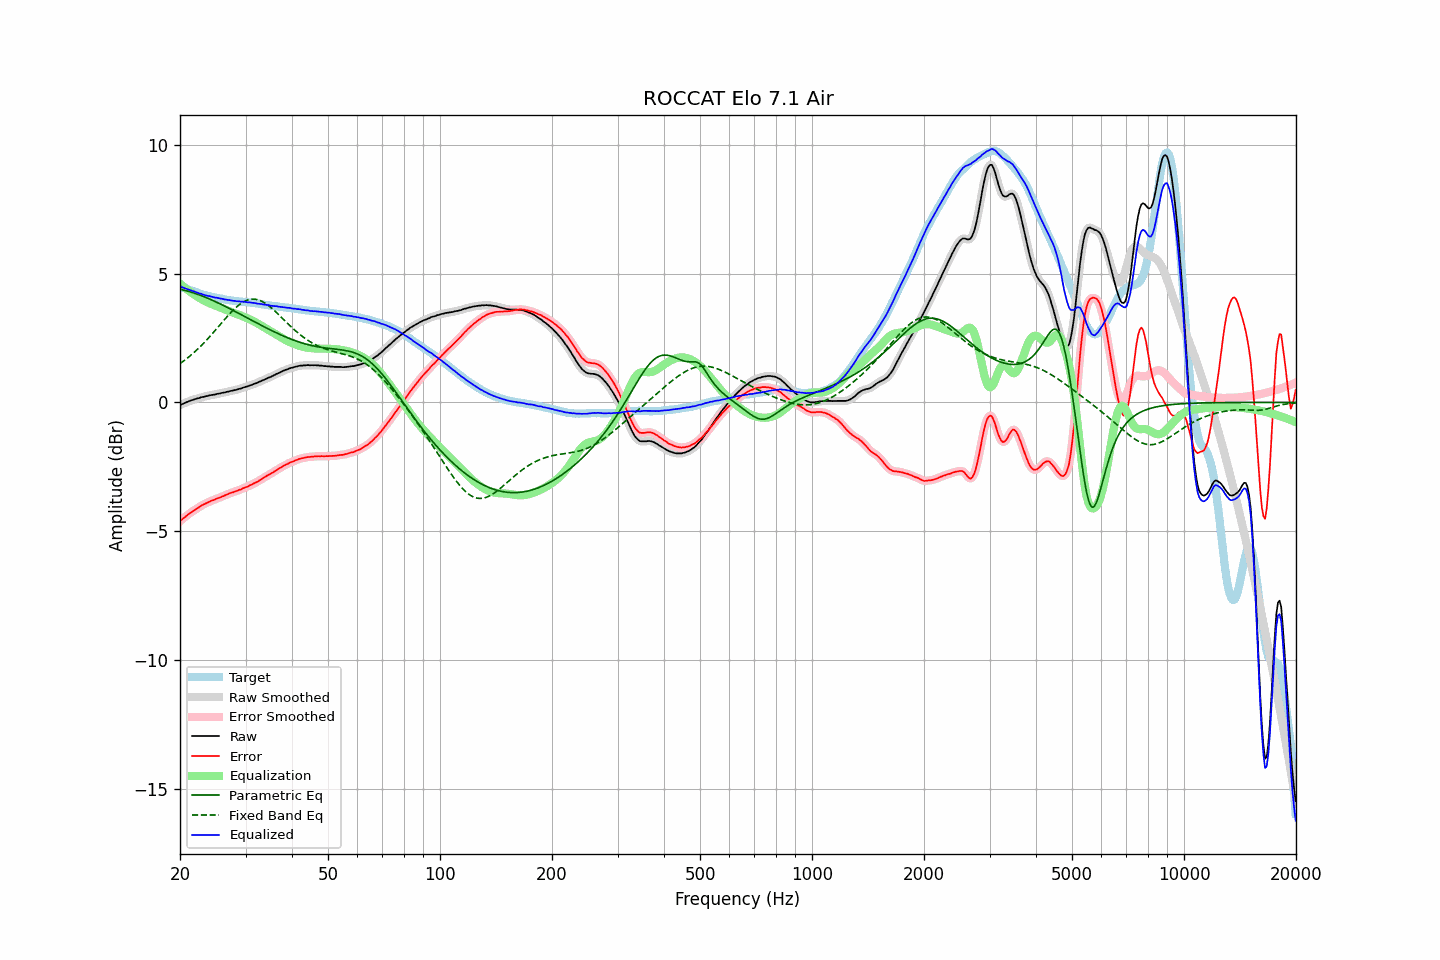 ROCCAT Elo 7.1 Air
10
5
0
−5
−10
−15
Amplitude (dBr)
Target
Raw Smoothed
Error Smoothed
Raw
Error
Equalization
Parametric Eq
Fixed Band Eq
Equalized
20 50 100 200 500 1000 2000 5000 10000 20000
Frequency (Hz)